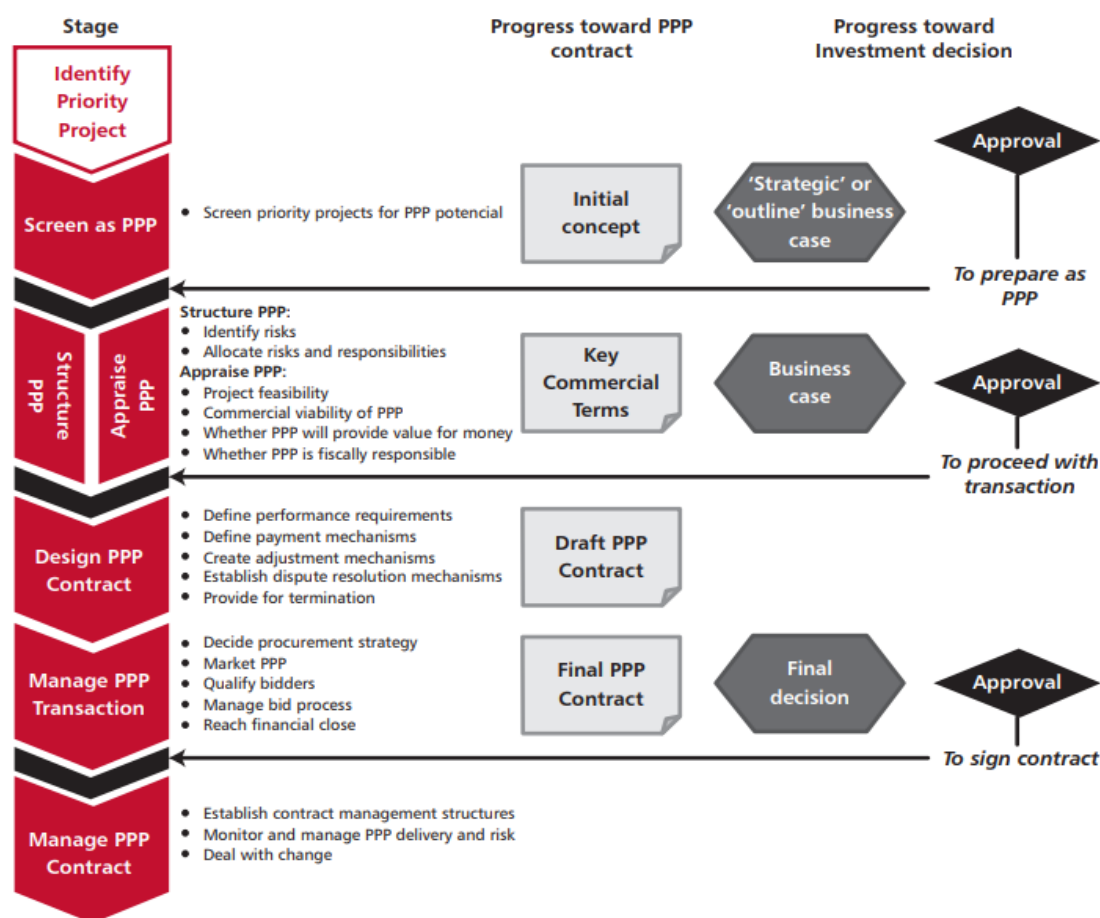 Stage
Progress toward PPP
contract
Progress toward
Investment decision
Identify
Priority
Project
Approval
Screen as PPP
• Screen priority projects for PPP potencial
Initial
concept
'Strategic' or
'outline' business
case
To prepare as
PPP
Structure
PPP
Appraise
PPP
Structure PPP:
• Identify risks
• Allocate risks and responsibilities
Appraise PPP:
• Project feasibility
• Commercial viability of PPP
• Whether PPP will provide value for money
• Whether PPP is fiscally responsible
Key
Commercial
Terms
Business
case
Approval
To proceed with
transaction
Design PPP
Contract
• Define performance requirements
• Define payment mechanisms
• Create adjustment mechanisms
• Establish dispute resolution mechanisms
• Provide for termination
Draft PPP
Contract
Manage PPP
Transaction
• Decide procurement strategy
• Market PPP
• Qualify bidders
• Manage bid process
• Reach financial close
Final PPP
Contract
Final
decision
Approval
To sign contract
Manage PPP
Contract
• Establish contract management structures
• Monitor and manage PPP delivery and risk
• Deal with change